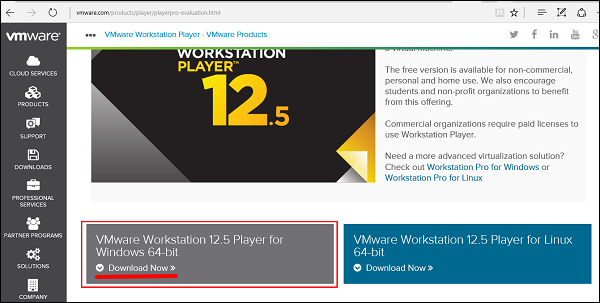 vmware.com/products/player/playerpro-evaluation.html
vmware
VMware Workstation Player - VMware Products
CLOUD SERVICES
PRODUCTS
SUPPORT
DOWNLOADS
PROFESSIONAL
SERVICES
PARTNER PROGRAMS
SOLUTIONS
COMPANY
WORKSTATION
PLAYER™
12.5
a virtual machine.
The free version is available for non-commercial,
personal and home use. We also encourage
students and non-profit organizations to benefit
from this offering.
Commercial organizations require paid licenses to
use Workstation Player.
Need a more advanced virtualization solution?
Check out Workstation Pro for Windows or
Workstation Pro for Linux
VMware Workstation 12.5 Player for
Windows 64-bit
Download Now »
VMware Workstation 12.5 Player for Linux
64-bit
Download Now »